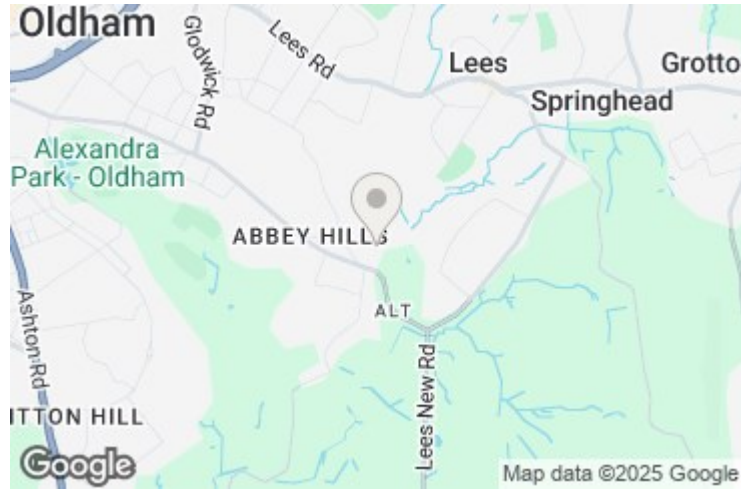 Oldham
Glodwick Rd
Lees Rd
Lees
Grotto
Springhead
Alexandra
Park - Oldham
ABBEY HILLS
ALT
Ashton Rd
Lees New Rd
ITTON HILL
Google
Map data ©2025 Google